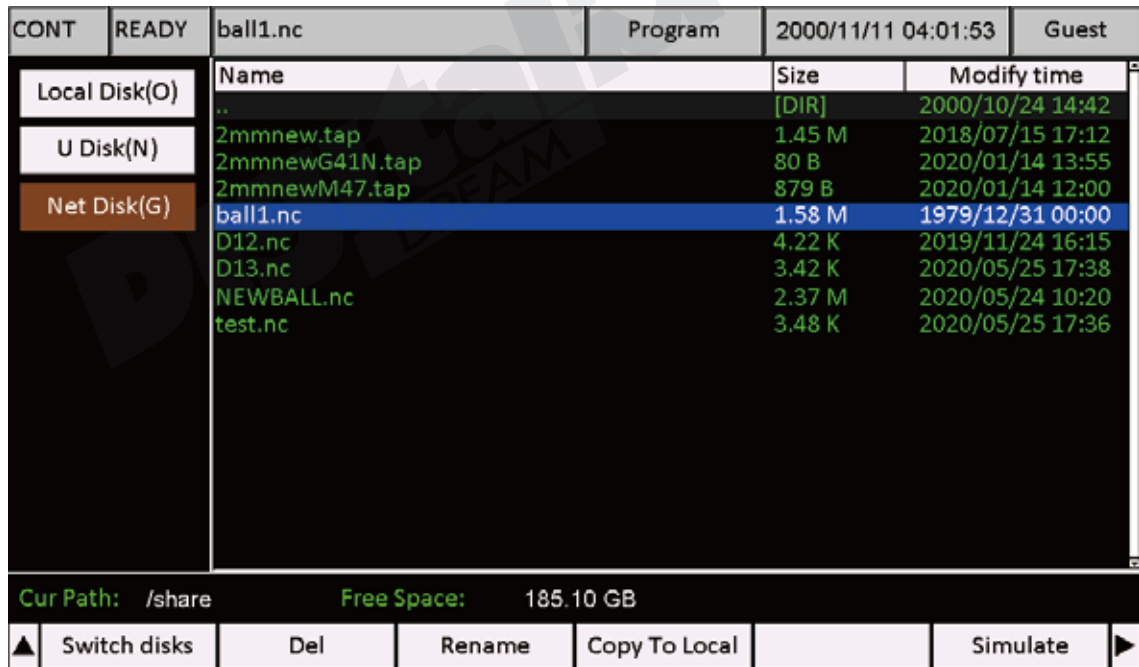 CONT READY ball1.nc Program 2000/11/11 04:01:53 Guest
Local Disk(O)
U Disk(N)
Net Disk(G)
Name Size Modify time
.. [DIR] 2000/10/24 14:42
2mmnew.tap 1.45 M 2018/07/15 17:12
2mmnewG41N.tap 80 B 2020/01/14 13:55
2mmnewM47.tap 879 B 2020/01/14 12:00
ball1.nc 1.58 M 1979/12/31 00:00
D12.nc 4.22 K 2019/11/24 16:15
D13.nc 3.42 K 2020/05/25 17:38
NEWBALL.nc 2.37 M 2020/05/24 10:20
test.nc 3.48 K 2020/05/25 17:36
Cur Path: /share Free Space: 185.10 GB
▲ Switch disks Del Rename Copy To Local Simulate ▶